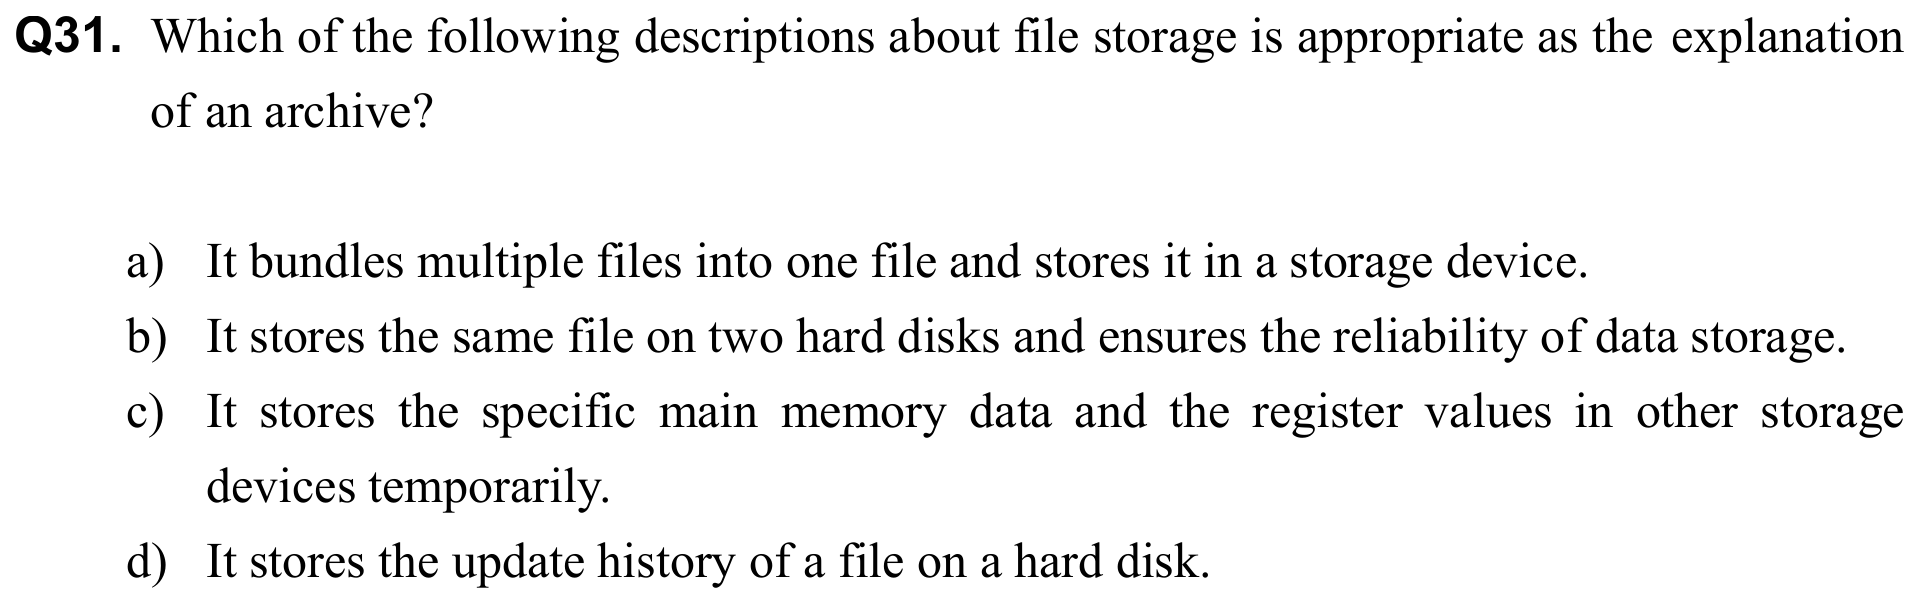 Q31. Which of the following descriptions about file storage is appropriate as the explanation
of an archive?
a) It bundles multiple files into one file and stores it in a storage device.
b) It stores the same file on two hard disks and ensures the reliability of data storage.
c) It stores the specific main memory data and the register values in other storage
devices temporarily.
d) It stores the update history of a file on a hard disk.